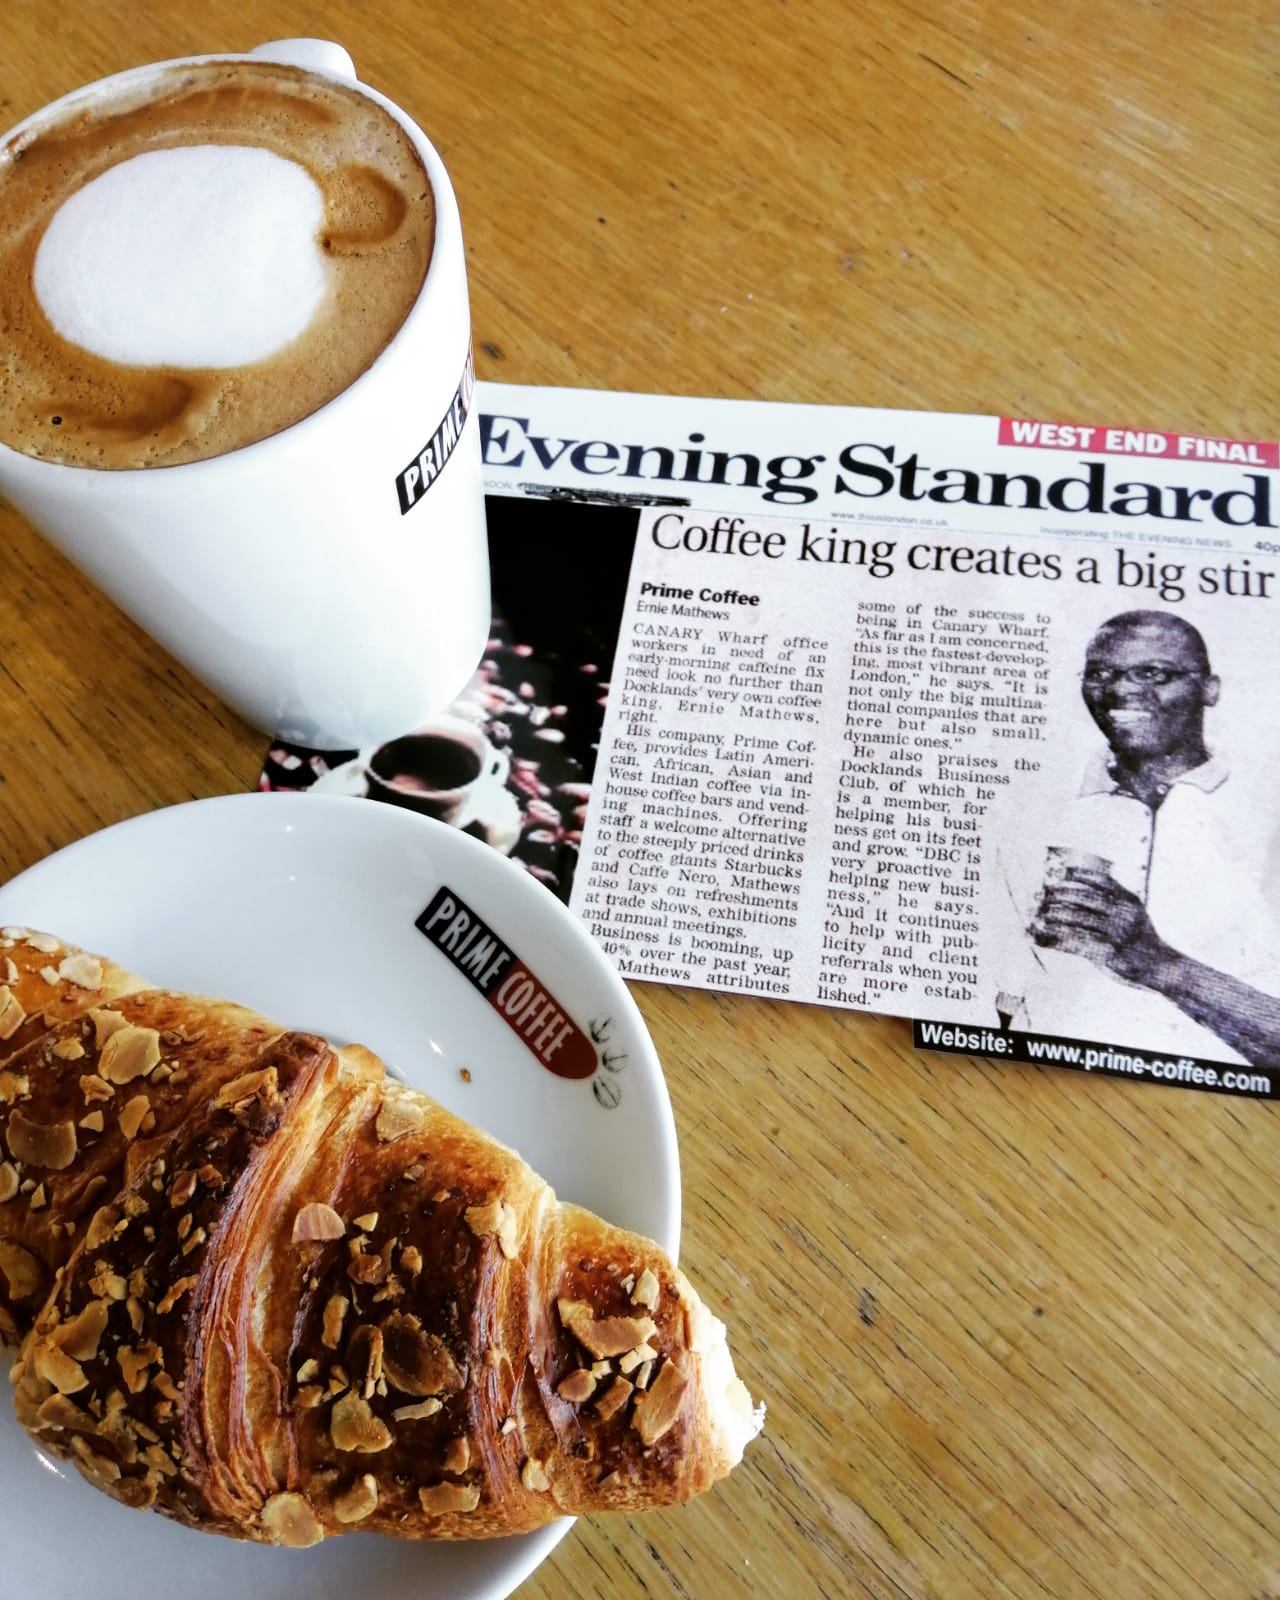 PRIME CO
Evening Standard
WEST END FINAL
www.thisislondon.co.uk
Incorporating THE EVENING NEWS
40p
Coffee king creates a big stir
Prime Coffee
Ernie Mathews
CANARY Wharf office
workers in need of an
early-morning caffeine fix
need look no further than
Docklands' very own coffee
king, Ernie Mathews,
right.
His company, Prime Cof-
fee, provides Latin Ameri-
can, African, Asian and
West Indian coffee via in-
house coffee bars and vend-
ing machines. Offering
staff a welcome alternative
to the steeply priced drinks
of coffee giants Starbucks
and Caffe Nero, Mathews
also lays on refreshments
at trade shows, exhibitions
and annual meetings.
Business is booming, up
40% over the past year,
Mathews attributes
some of the success to
being in Canary Wharf.
"As far as I am concerned,
this is the fastest-develop-
ing, most vibrant area of
London," he says. "It is
not only the big multina-
tional companies that are
here but also small,
dynamic ones."
He also praises the
Docklands Business
Club, of which he
is a member, for
helping his busi-
ness get on its feet
and grow. "DBC is
very proactive in
helping new busi-
ness," he says.
"And it continues
to help with pub-
licity and client
referrals when you
are more estab-
lished."
Website: www.prime-coffee.com
PRIME COFFEE